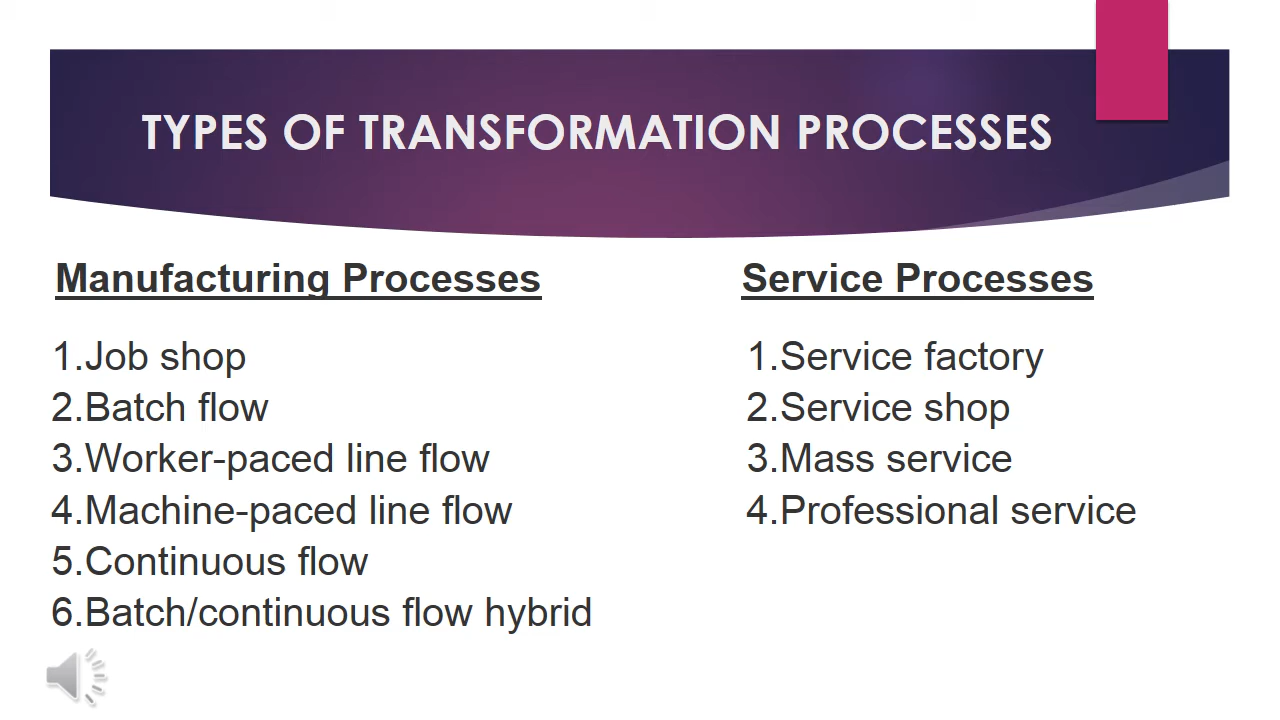 TYPES OF TRANSFORMATION PROCESSES
Manufacturing Processes
1.Job shop
2.Batch flow
3.Worker-paced line flow
4.Machine-paced line flow
5.Continuous flow
6.Batch/continuous flow hybrid
Service Processes
1.Service factory
2.Service shop
3.Mass service
4.Professional service